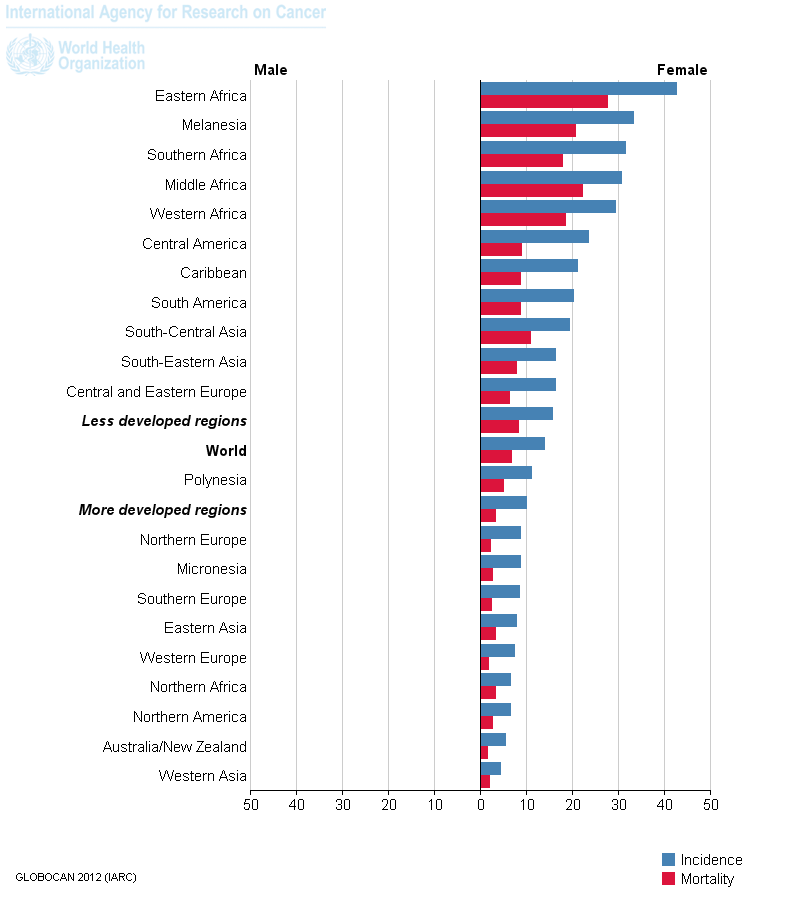 International Agency for Research on Cancer
World Health
Organization
Male
Female
Eastern Africa
Melanesia
Southern Africa
Middle Africa
Western Africa
Central America
Caribbean
South America
South-Central Asia
South-Eastern Asia
Central and Eastern Europe
Less developed regions
World
Polynesia
More developed regions
Northern Europe
Micronesia
Southern Europe
Eastern Asia
Western Europe
Northern Africa
Northern America
Australia/New Zealand
Western Asia
50 40 30 20 10 0 10 20 30 40 50
Incidence
Mortality
GLOBOCAN 2012 (IARC)